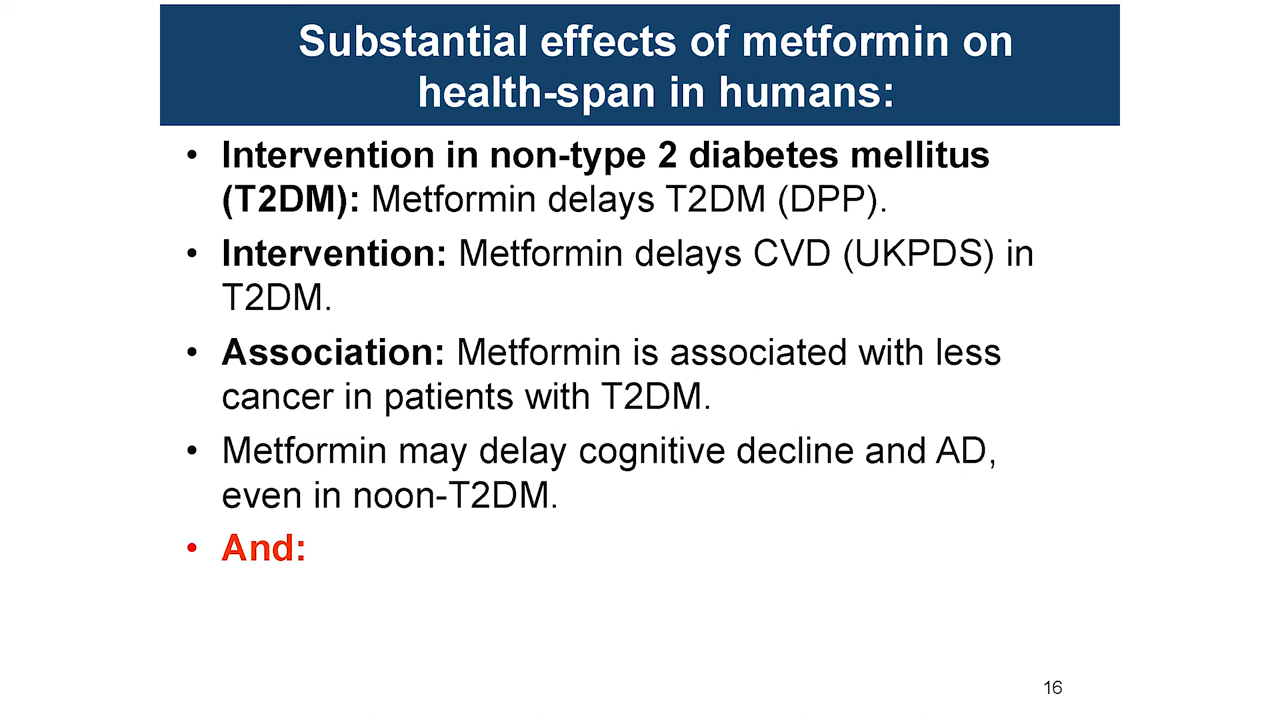 Substantial effects of metformin on
health-span in humans:
• Intervention in non-type 2 diabetes mellitus
(T2DM): Metformin delays T2DM (DPP).
• Intervention: Metformin delays CVD (UKPDS) in
T2DM.
• Association: Metformin is associated with less
cancer in patients with T2DM.
• Metformin may delay cognitive decline and AD,
even in noon-T2DM.
• And:
16